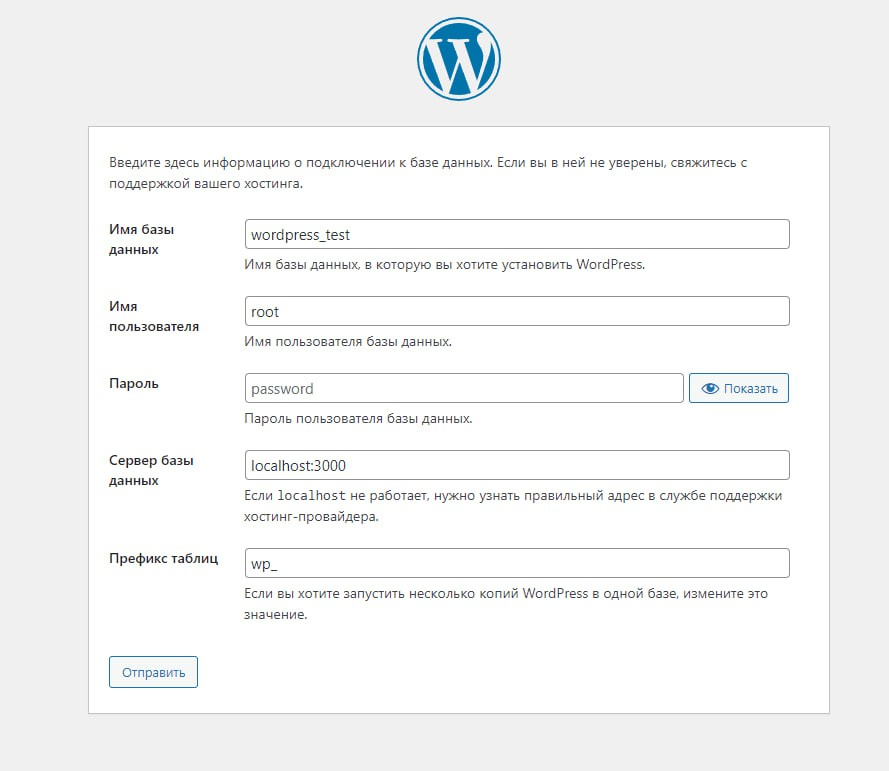 Введите здесь информацию о подключении к базе данных. Если вы в ней не уверены, свяжитесь с
поддержкой вашего хостинга.
Имя базы
данных
wordpress_test
Имя базы данных, в которую вы хотите установить WordPress.
Имя
пользователя
root
Имя пользователя базы данных.
Пароль
password
Показать
Пароль пользователя базы данных.
Сервер базы
данных
localhost:3000
Если localhost не работает, нужно узнать правильный адрес в службе поддержки
хостинг-провайдера.
Префикс таблиц
wp_
Если вы хотите запустить несколько копий WordPress в одной базе, измените это
значение.
Отправить